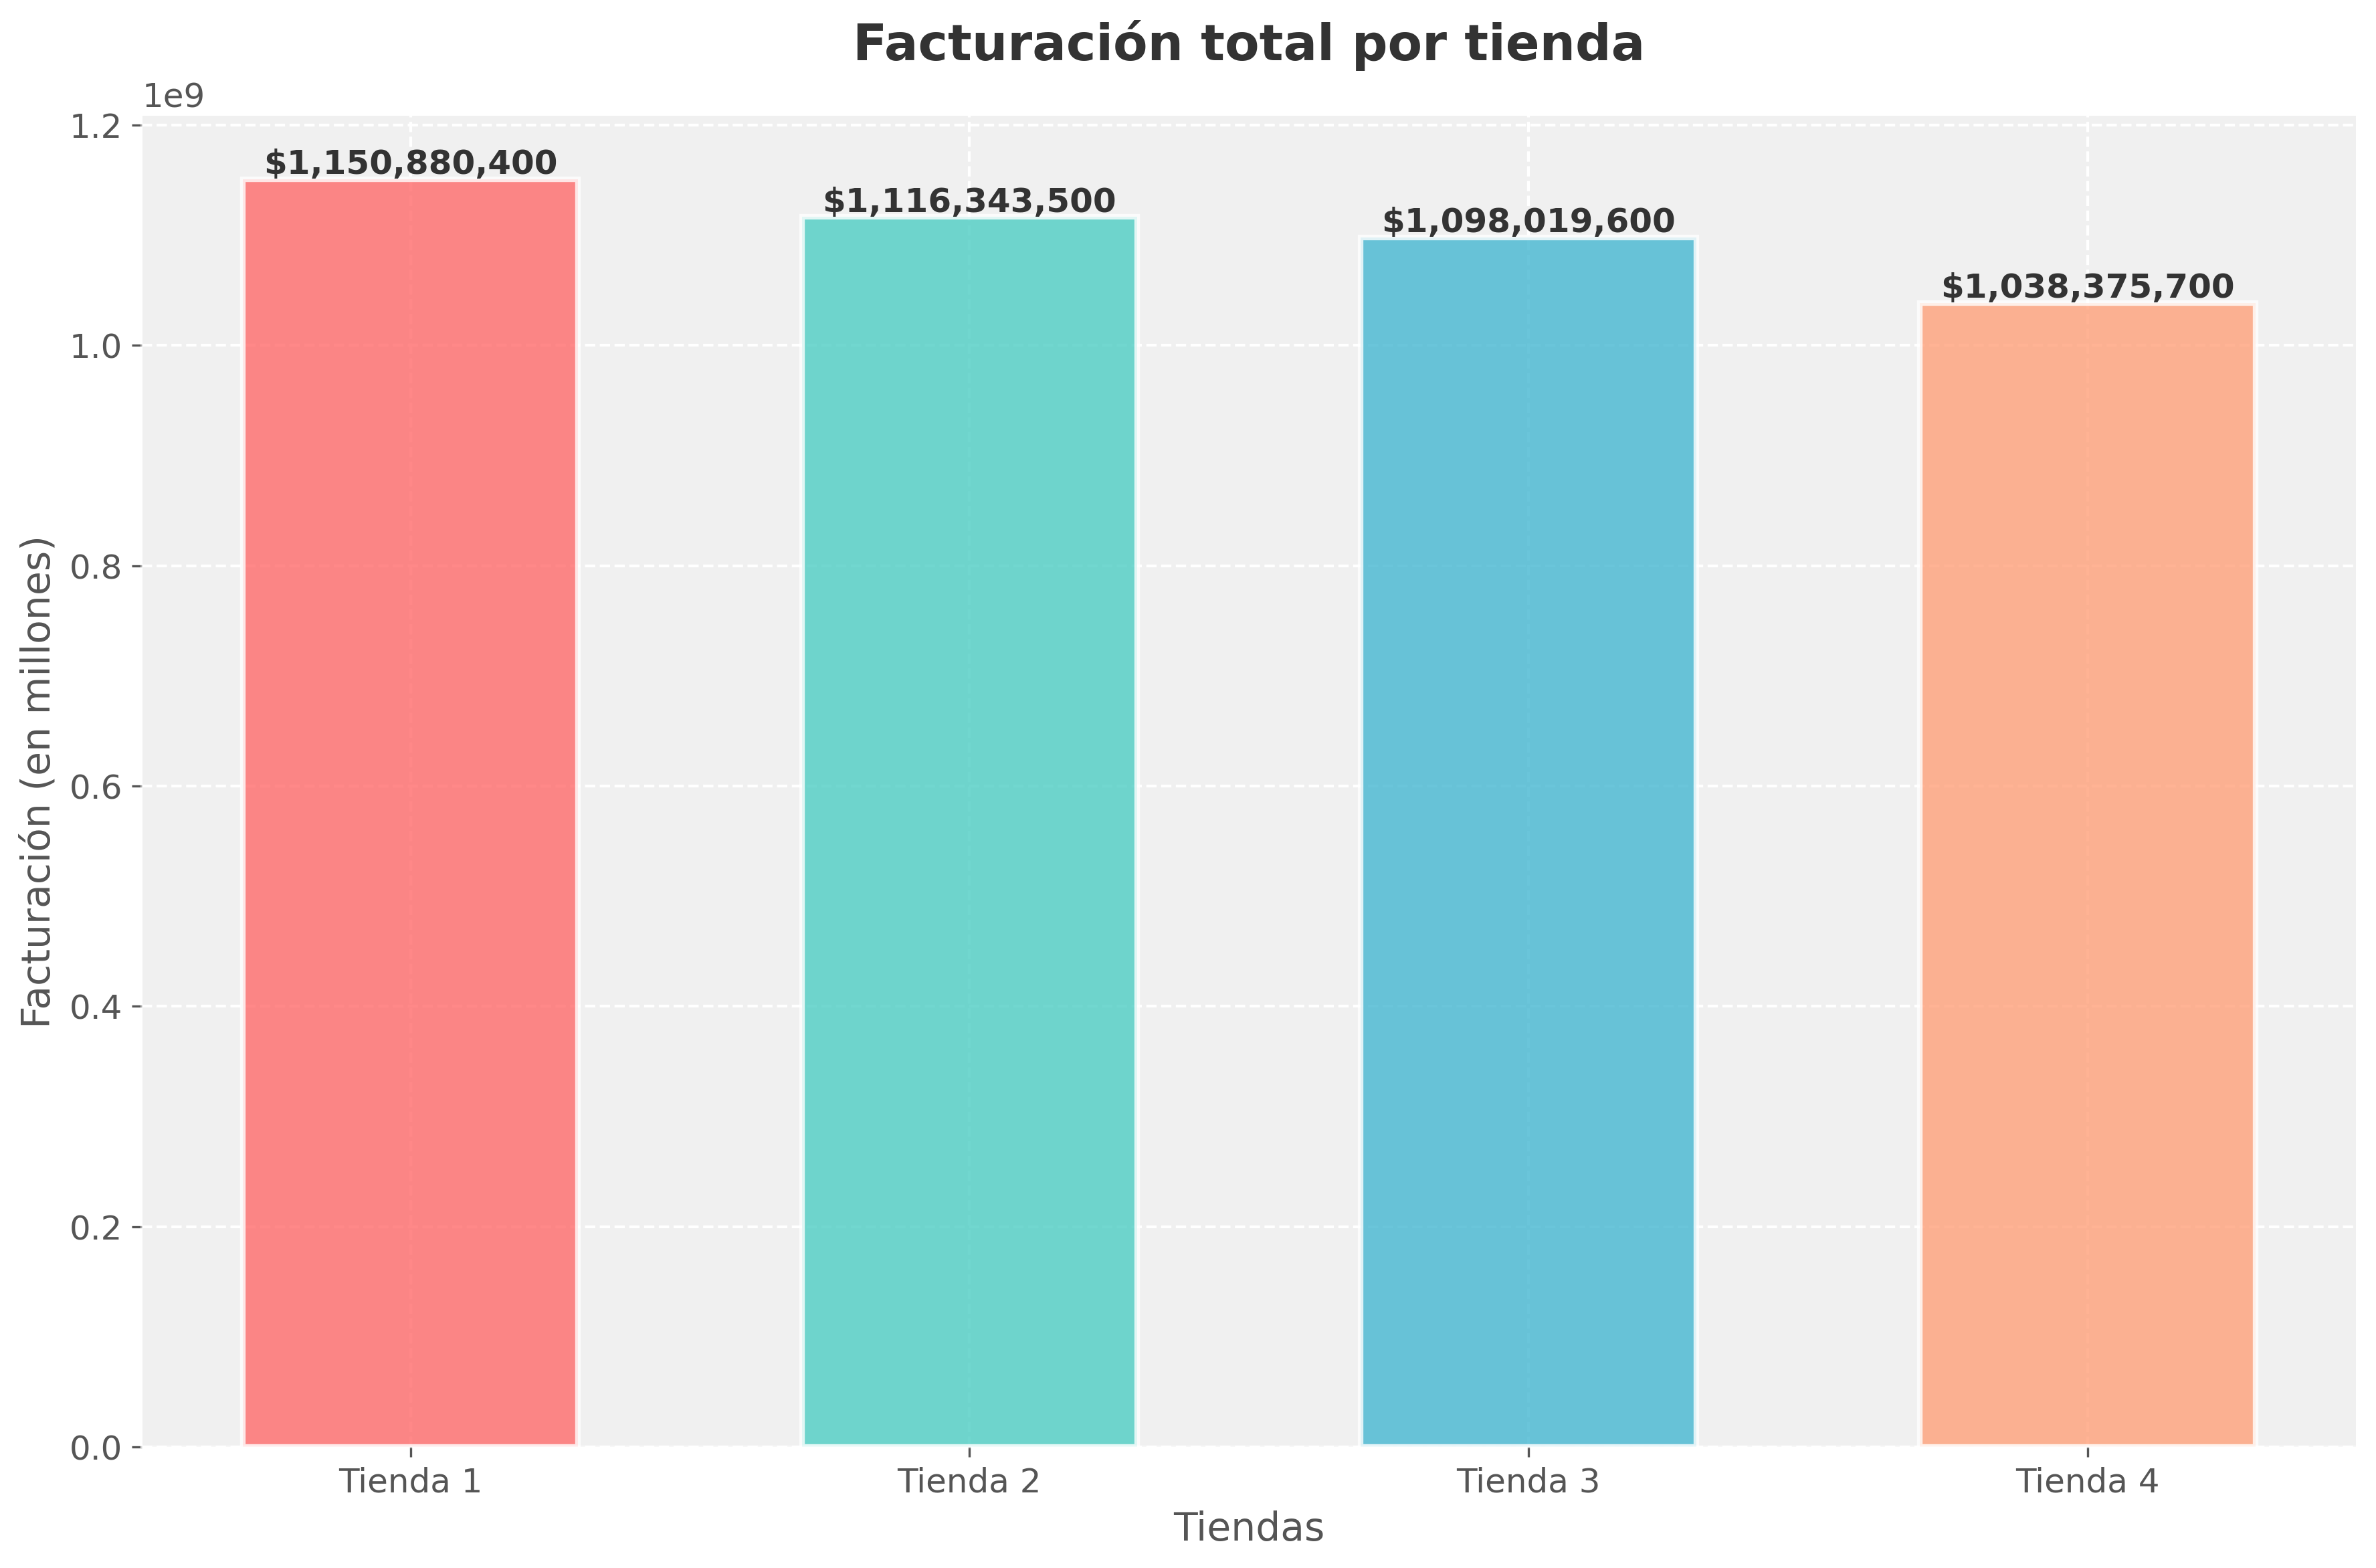 Facturación total por tienda
1e9
1.2
1.0
0.8
0.6
0.4
0.2
0.0
Facturación (en millones)
$1,150,880,400
$1,116,343,500
$1,098,019,600
$1,038,375,700
Tienda 1
Tienda 2
Tienda 3
Tienda 4
Tiendas